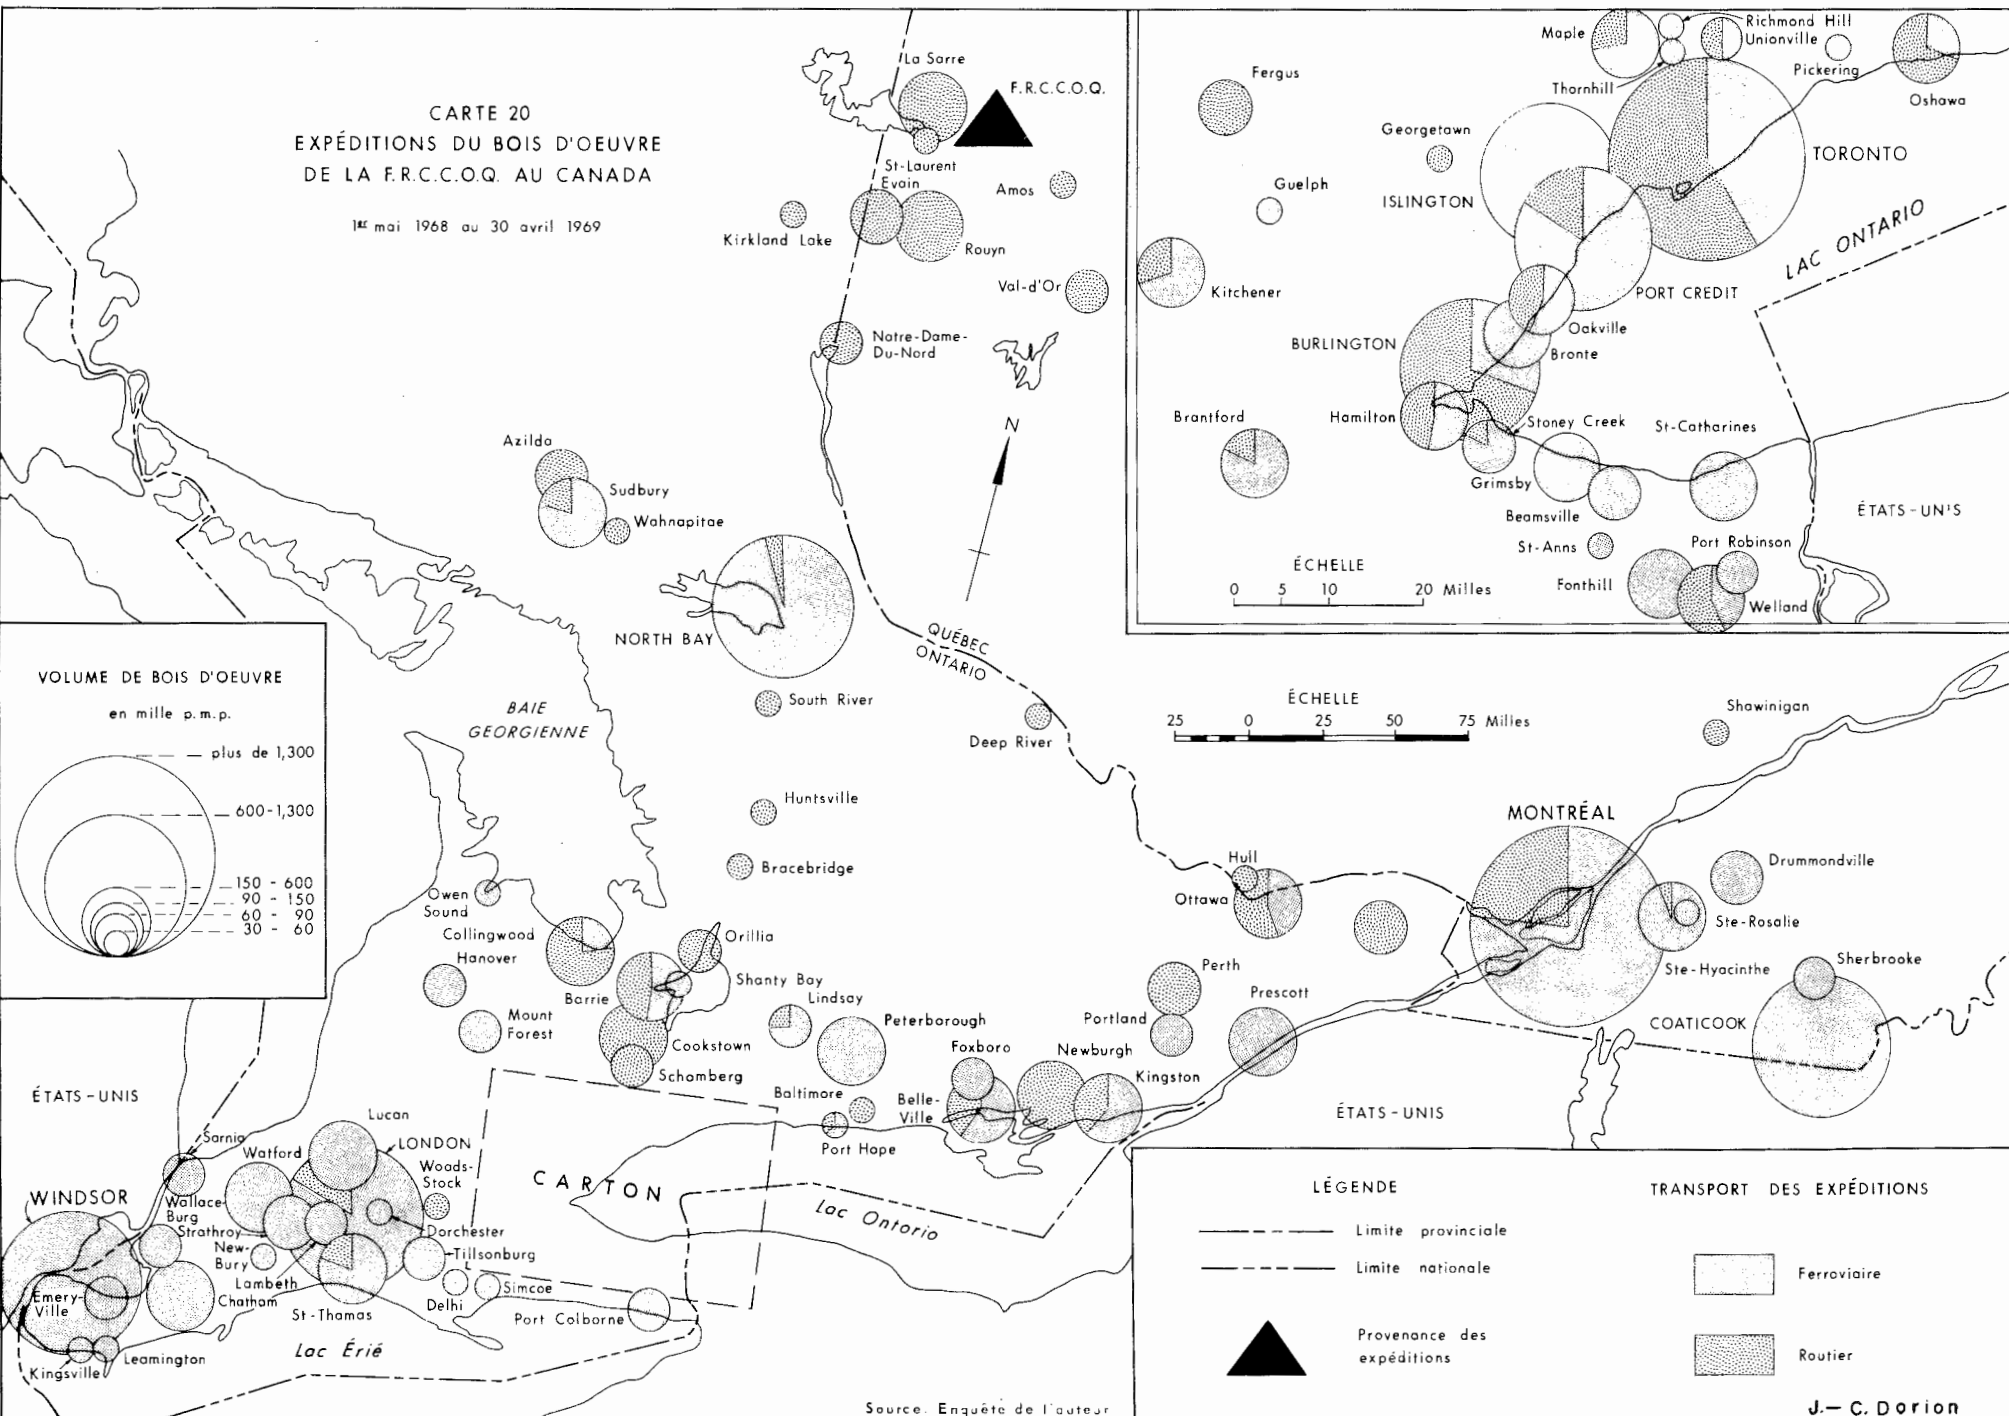 CARTE 20
EXPÉDITIONS DU BOIS D'OEUVRE
DE LA F.R.C.C.O.Q. AU CANADA
1er mai 1968 au 30 avril 1969
La Sarre
F.R.C.C.O.Q.
St-Laurent
Evain
Amos
Kirkland Lake
Rouyn
Val-d'Or
Notre-Dame-
Du-Nord
N
Azilda
Sudbury
Wahnapitae
NORTH BAY
South River
QUÉBEC
ONTARIO
Deep River
Huntsville
Bracebridge
BAIE
GEORGIENNE
Maple
Richmond Hill
Unionville
Pickering
Thornhill
Oshawa
Fergus
Georgetown
TORONTO
Guelph
ISLINGTON
LAC ONTARIO
Kitchener
PORT CREDIT
Oakville
Bronte
BURLINGTON
Brantford
Hamilton
Stoney Creek
St-Catharines
Grimsby
Beamsville
ÉTATS-UNIS
St-Anns
Port Robinson
Fonthill
Welland
ÉCHELLE
0 5 10 20 Milles
VOLUME DE BOIS D'OEUVRE
en mille p.m.p.
plus de 1,300
600-1,300
150 - 600
90 - 150
60 - 90
30 - 60
ÉCHELLE
25 0 25 50 75 Milles
Shawinigan
MONTRÉAL
Drummondville
Hull
Ottawa
Ste-Rosalie
Ste-Hyacinthe
Sherbrooke
COATICOOK
Owen
Sound
Collingwood
Hanover
Orillia
Shanty Bay
Barrie
Lindsay
Mount
Forest
Cookstown
Schomberg
Peterborough
Perth
Portland
Prescott
Foxboro
Newburgh
Kingston
Baltimore
Belle-
Ville
Port Hope
ÉTATS-UNIS
ÉTATS-UNIS
Sarnia
Lucan
LONDON
Watford
Woods-
Stock
WINDSOR
Wallace-
Burg
Strathroy
New-
Bury
Dorchester
Tillsonburg
Lambeth
Chatham
Emery-
Ville
St-Thomas
Delhi
Simcoe
Port Colborne
Kingsville
Leamington
Lac Érié
CARTON
Lac Ontario
LÉGENDE
Limite provinciale
Limite nationale
Provenance des
expéditions
TRANSPORT DES EXPÉDITIONS
Ferroviaire
Routier
Source. Enquête de l'auteur
J.-C. Dorion